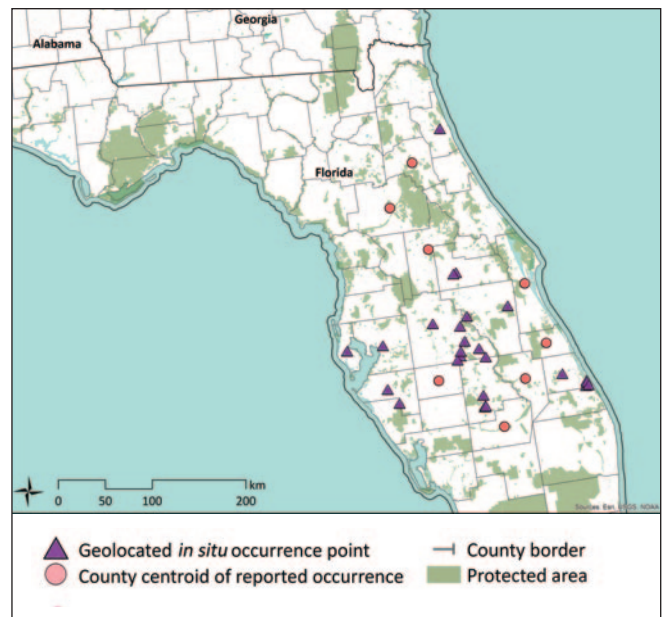 Georgia
Alabama
Florida
km
0 50 100 200
Sources: Esri, USGS, NOAA
Geolocated in situ occurrence point
County border
County centroid of reported occurrence
Protected area